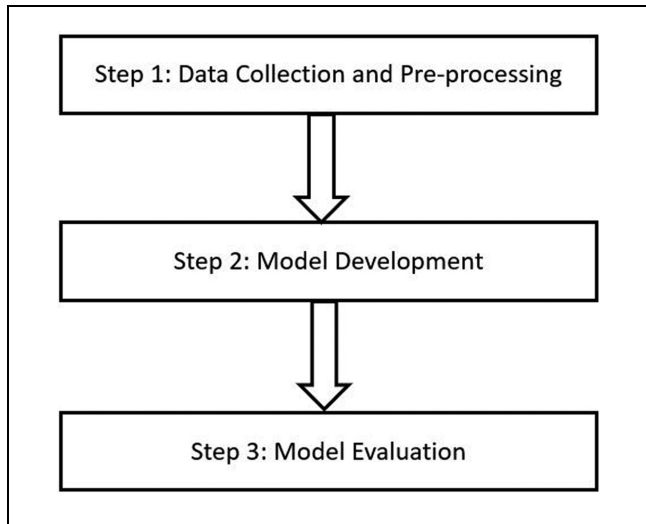 Step 1: Data Collection and Pre-processing
Step 2: Model Development
Step 3: Model Evaluation